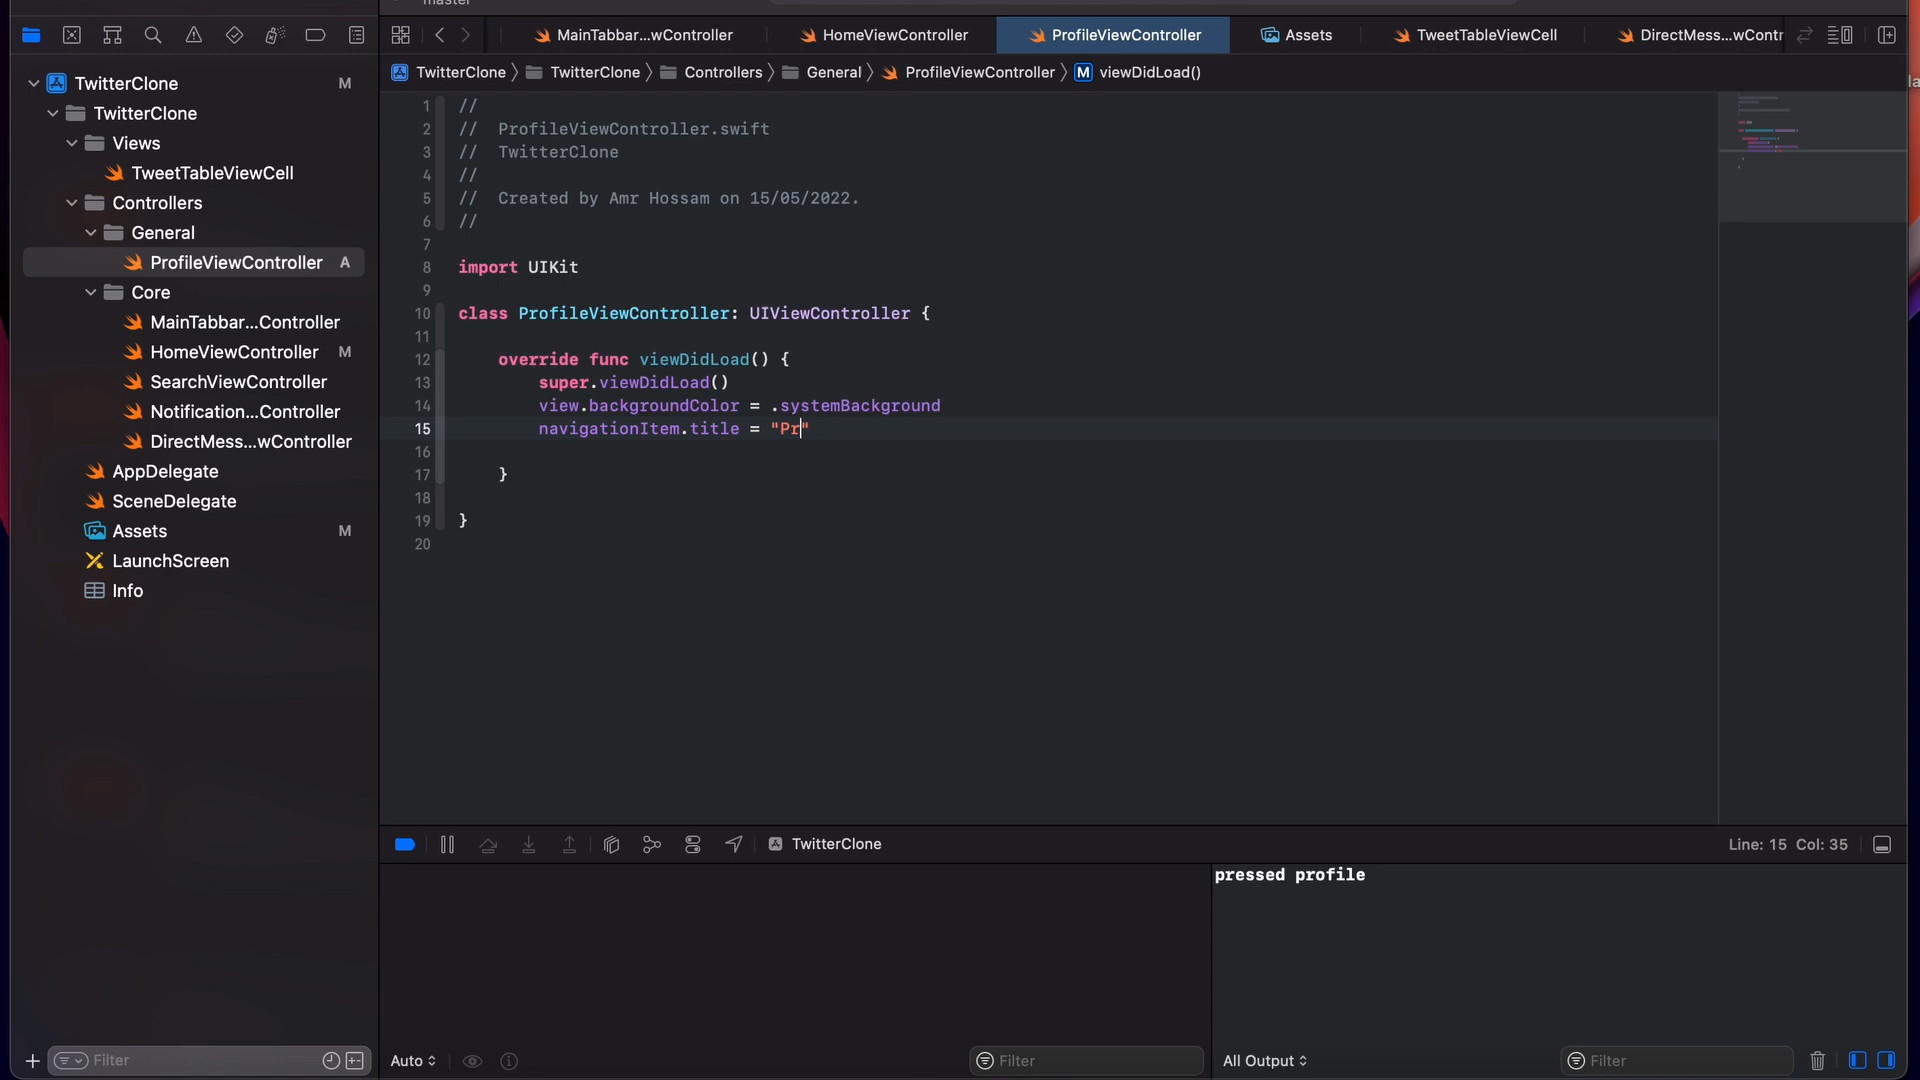 master
MainTabbar...wController
HomeViewController
ProfileViewController
Assets
TweetTableViewCell
DirectMess...wContr
TwitterClone
TwitterClone
Controllers
General
ProfileViewController
M
viewDidLoad()
TwitterClone
M
TwitterClone
Views
TweetTableViewCell
Controllers
General
ProfileViewController
A
Core
MainTabbar...Controller
HomeViewController
M
SearchViewController
Notification...Controller
DirectMess...wController
AppDelegate
SceneDelegate
Assets
M
LaunchScreen
Info
Filter
1 //
2 // ProfileViewController.swift
3 // TwitterClone
4 //
5 // Created by Amr Hossam on 15/05/2022.
6 //
7
8 import UIKit
9
10 class ProfileViewController: UIViewController {
11
12 override func viewDidLoad() {
13 super.viewDidLoad()
14 view.backgroundColor = .systemBackground
15 navigationItem.title = "Pr"
16
17 }
18
19 }
20
TwitterClone
Line: 15 Col: 35
pressed profile
Auto
Filter
All Output
Filter